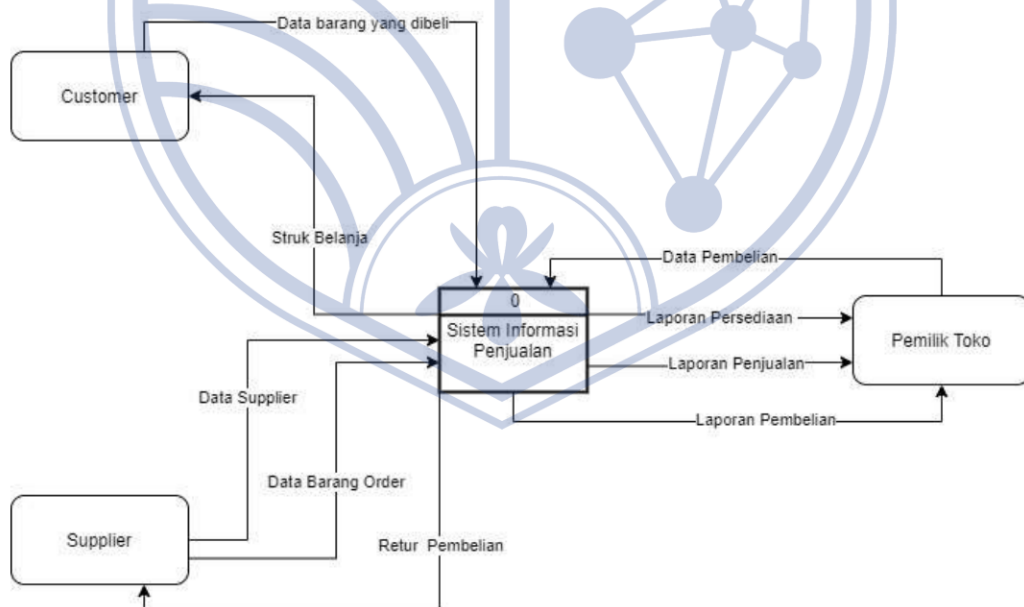 Data barang yang dibeli
Customer
Struk Belanja
Data Pembelian
0
Sistem Informasi
Penjualan
Laporan Persediaan
Pemilik Toko
Laporan Penjualan
Data Supplier
Laporan Pembelian
Data Barang Order
Supplier
Retur Pembelian